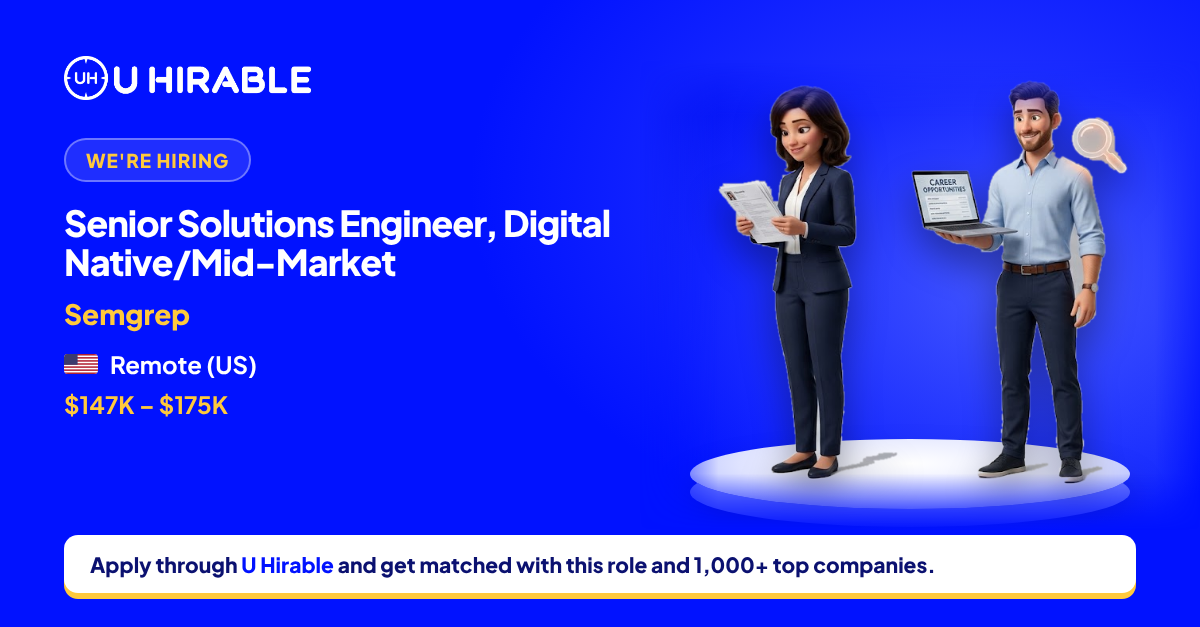 UH U HIRABLE
WE'RE HIRING
Senior Solutions Engineer, Digital
Native/Mid-Market
Semgrep
Remote (US)
$147K – $175K
CAREER
OPPORTUNITIES
Apply through U Hirable and get matched with this role and 1,000+ top companies.